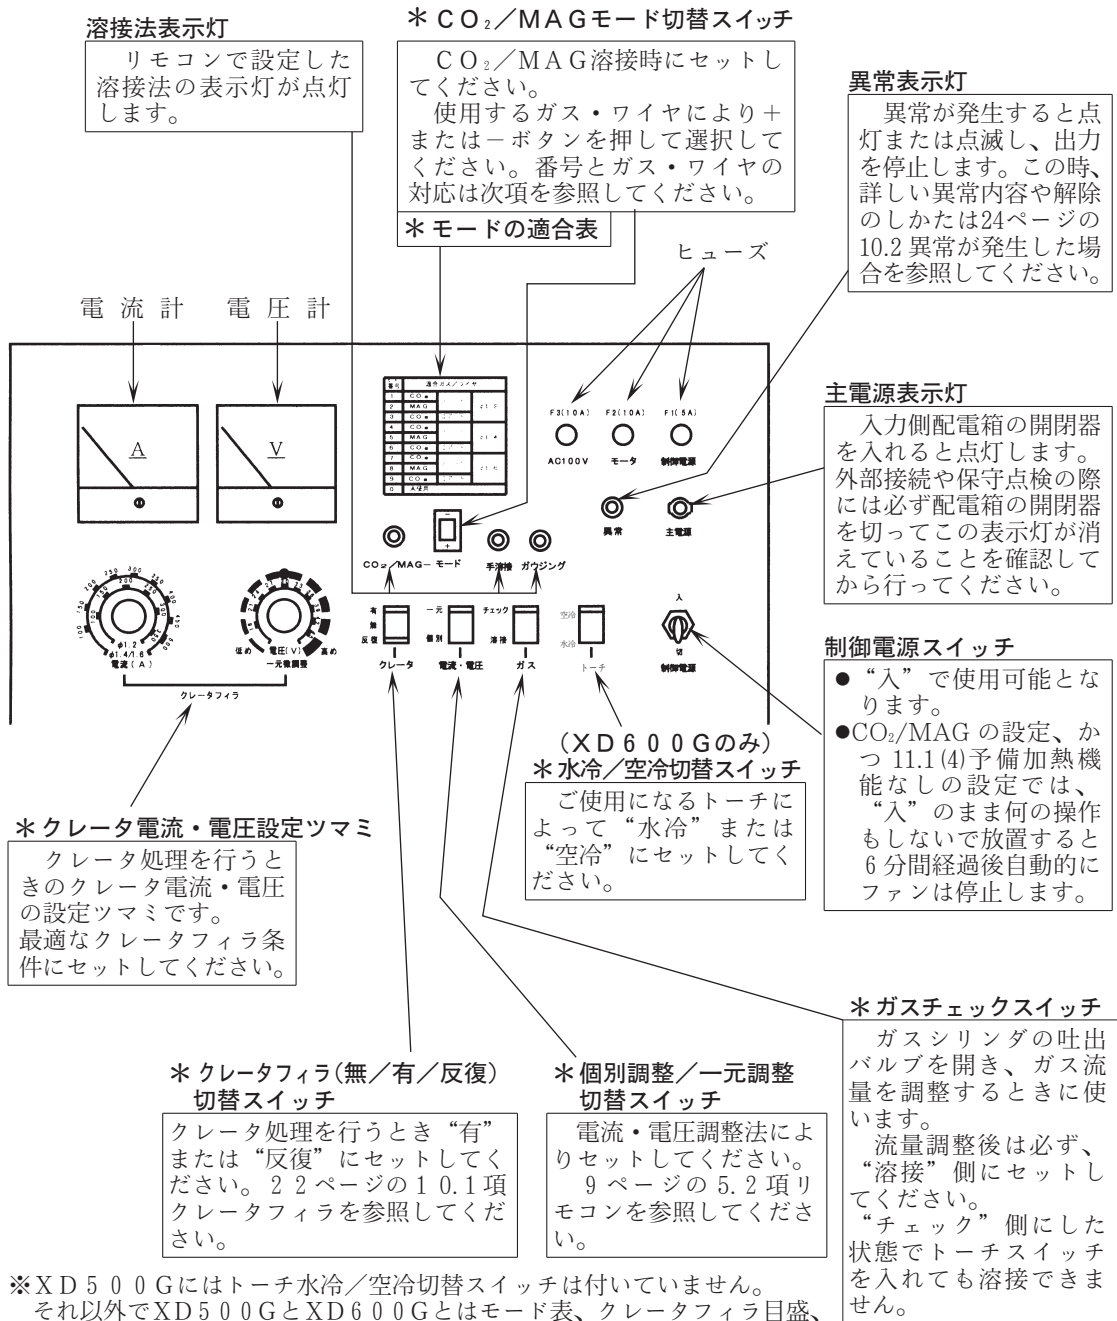 溶接法表示灯
リモコンで設定した
溶接法の表示灯が点灯
します。
＊ＣＯ₂／ＭＡＧモード切替スイッチ
ＣＯ₂／ＭＡＧ溶接時にセットし
てください。
使用するガス・ワイヤにより＋
または－ボタンを押して選択して
ください。番号とガス・ワイヤの
対応は次項を参照してください。
＊モードの適合表
異常表示灯
異常が発生すると点
灯または点滅し、出力
を停止します。この時、
詳しい異常内容や解除
のしかたは24ページの
10.2 異常が発生した場
合を参照してください。
ヒューズ
電流計
電圧計
主電源表示灯
入力側配電箱の開閉器
を入れると点灯します。
外部接続や保守点検の際
には必ず配電箱の開閉器
を切ってこの表示灯が消
えていることを確認して
から行ってください。
A
V
番号 適合ガス／ワイヤ
1 CO₂
2 MAG
3 CO₂
4 CO₂
5 MAG
6 CO₂
7 CO₂
8 MAG
9 CO₂
0 未使用
F3(10A) F2(10A) F1(5A)
AC100V モータ 制御電源
異常 主電源
－
＋
CO₂／MAG－モード 手溶接 ガウジング
有
無
反復
クレータ
一元
個別
電流・電圧
チェック
溶接
ガス
空冷
水冷
トーチ
入
切
制御電源
φ1.2
φ1.4/1.6
電流(A)
低め 電圧(V) 高め
一元微調整
クレータフィラ
制御電源スイッチ
●“入”で使用可能とな
ります。
●CO₂/MAG の設定、か
つ 11.1(4)予備加熱機
能なしの設定では、
“入”のまま何の操作
もしないで放置すると
6分間経過後自動的に
ファンは停止します。
（ＸＤ６００Ｇのみ）
＊水冷／空冷切替スイッチ
ご使用になるトーチに
よって“水冷”または
“空冷”にセットしてく
ださい。
＊クレータ電流・電圧設定ツマミ
クレータ処理を行うと
きのクレータ電流・電圧
の設定ツマミです。
最適なクレータフィラ条
件にセットしてください。
＊クレータフィラ(無／有／反復)
切替スイッチ
クレータ処理を行うとき“有”
または“反復”にセットしてく
ださい。２２ページの１０.１項
クレータフィラを参照してくだ
さい。
＊個別調整／一元調整
切替スイッチ
電流・電圧調整法によ
りセットしてください。
９ページの5.2項リ
モコンを参照してくださ
い。
＊ガスチェックスイッチ
ガスシリンダの吐出
バルブを開き、ガス流
量を調整するときに使
います。
流量調整後は必ず、
“溶接”側にセットし
てください。
“チェック”側にした
状態でトーチスイッチ
を入れても溶接できま
せん。
※ＸＤ５００Ｇにはトーチ水冷／空冷切替スイッチは付いていません。
それ以外でＸＤ５００ＧとＸＤ６００Ｇとはモード表、クレータフィラ目盛、